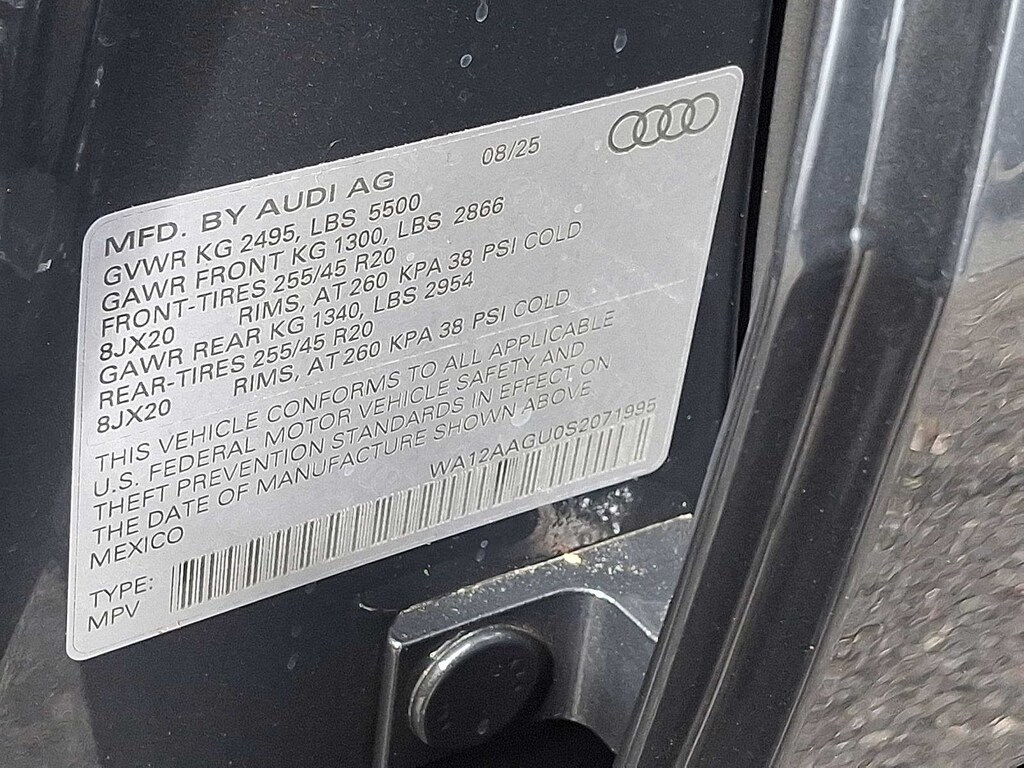 08/25
MFD. BY AUDI AG
GVWR KG 2495, LBS 5500
GAWR FRONT KG 1300, LBS 2866
FRONT-TIRES 255/45 R20
8JX20 RIMS, AT 260 KPA 38 PSI COLD
GAWR REAR KG 1340, LBS 2954
REAR-TIRES 255/45 R20
8JX20 RIMS, AT 260 KPA 38 PSI COLD
THIS VEHICLE CONFORMS TO ALL APPLICABLE
U.S. FEDERAL MOTOR VEHICLE SAFETY AND
THEFT PREVENTION STANDARDS IN EFFECT ON
THE DATE OF MANUFACTURE SHOWN ABOVE
MEXICO
WA12AAGU0S2071995
TYPE:
MPV